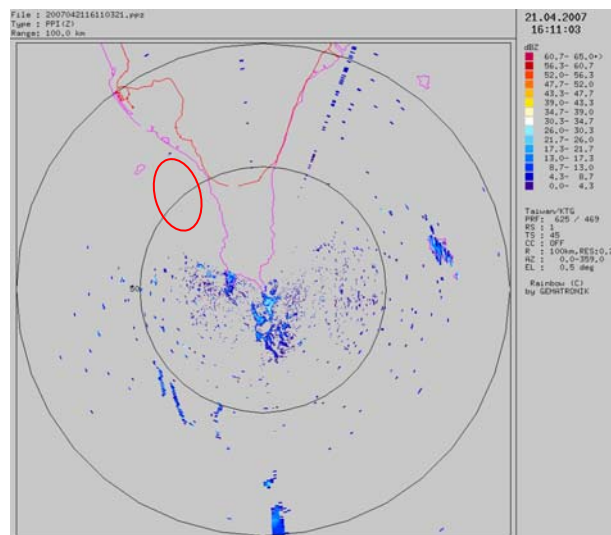 File : 2007042116110321.ppz
Type : PPI(Z)
Range: 100.0 km
21.04.2007
16:11:03
dBZ
60.7- 65.0+>
56.3- 60.7
52.0- 56.3
47.7- 52.0
43.3- 47.7
39.0- 43.3
34.7- 39.0
30.3- 34.7
26.0- 30.3
21.7- 26.0
17.3- 21.7
13.0- 17.3
8.7- 13.0
4.3- 8.7
0.0- 4.3
Taiwan/KTG
PRF: 625 / 469
RS : 1
TS : 45
CC : OFF
R : 100km,RES:0.
AZ : 0.0-359.0
EL : 0.5 deg
Rainbow (C)
by GEMATRONIK
50